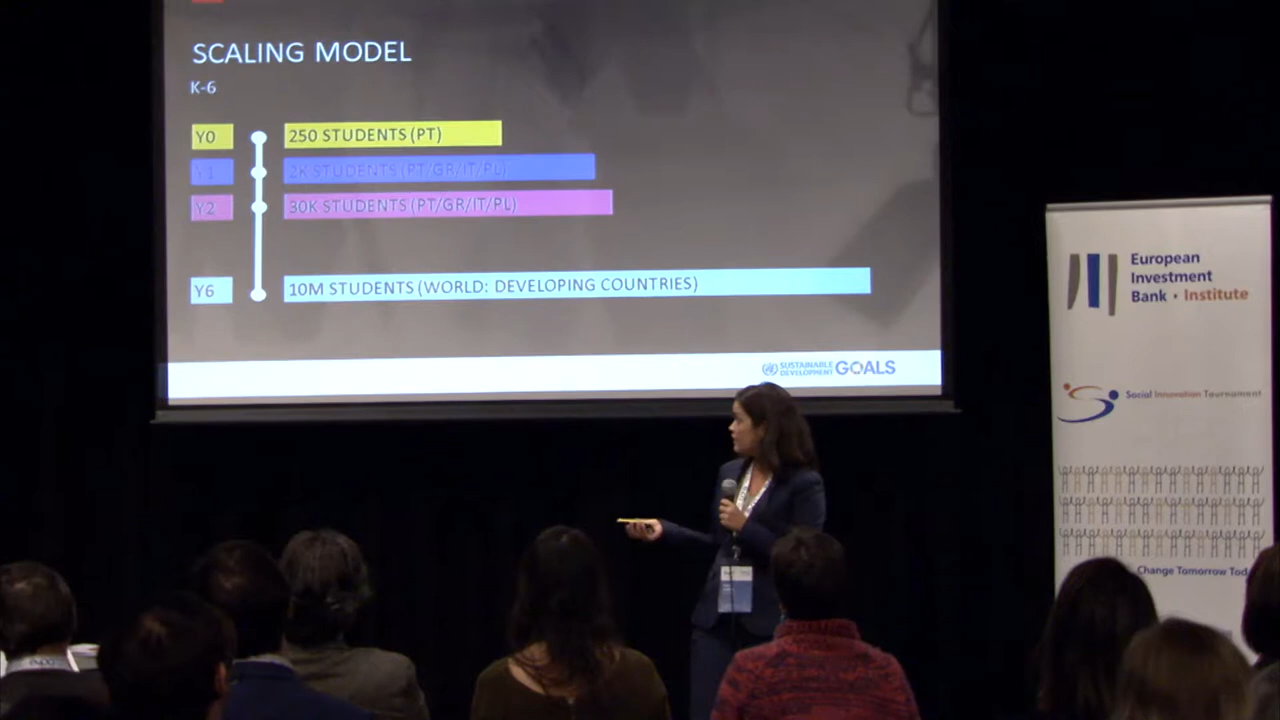 SCALING MODEL
K-6
Y0 250 STUDENTS (PT)
Y1 2K STUDENTS (PT/GR/IT/PL)
Y2 30K STUDENTS (PT/GR/IT/PL)
Y6 10M STUDENTS (WORLD: DEVELOPING COUNTRIES)
SUSTAINABLE
DEVELOPMENT
GOALS
European
Investment
Bank • Institute
Social Innovation Tournament
Change Tomorrow Tod